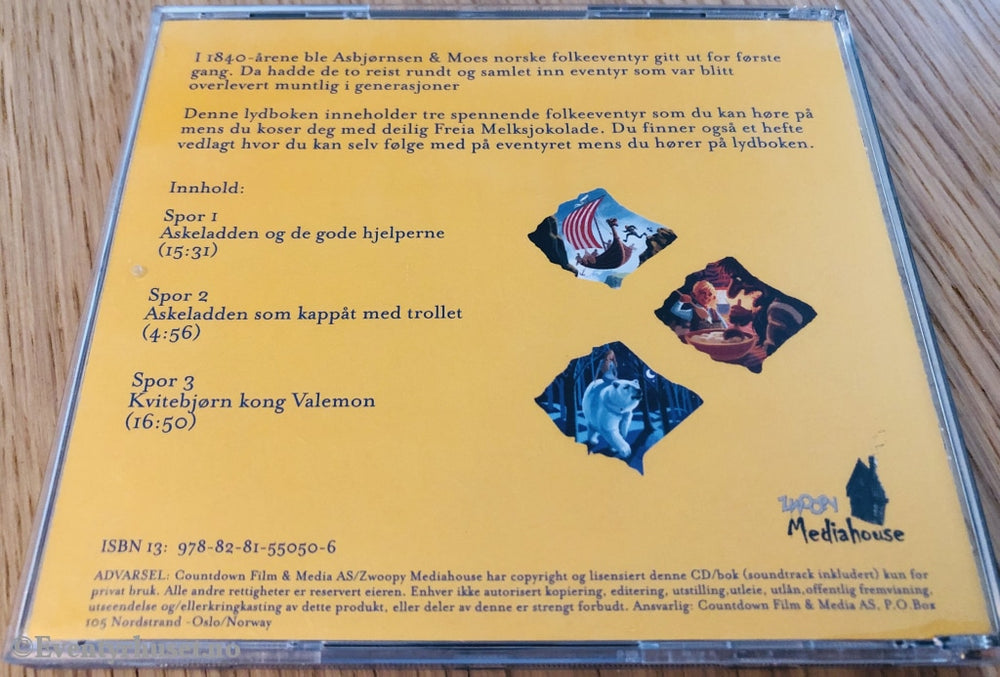 I 1840-årene ble Asbjørnsen & Moes norske folkeeventyr gitt ut for første
gang. Da hadde de to reist rundt og samlet inn eventyr som var blitt
overlevert muntlig i generasjoner
Denne lydboken inneholder tre spennende folkeeventyr som du kan høre på
mens du koser deg med deilig Freia Melksjokolade. Du finner også et hefte
vedlagt hvor du kan selv følge med på eventyret mens du hører på lydboken.
Innhold:
Spor 1
Askeladden og de gode hjelperne
(15:31)
Spor 2
Askeladden som kappåt med trollet
(4:56)
Spor 3
Kvitebjørn kong Valemon
(16:50)
ZWOOPY
Mediahouse
ISBN 13: 978-82-81-55050-6
ADVARSEL: Countdown Film & Media AS/Zwoopy Mediahouse har copyright og lisensiert denne CD/bok (soundtrack inkludert) kun for
privat bruk. Alle andre rettigheter er reservert eieren. Enhver ikke autorisert kopiering, editering, utstilling,utleie, utlån,offentlig fremvisning,
utseendelse og/ellerkringkasting av dette produkt, eller deler av denne er strengt forbudt. Ansvarlig: Countdown Film & Media AS, P.O.Box
105 Nordstrand -Oslo/Norway
©Eventyrhuset.no